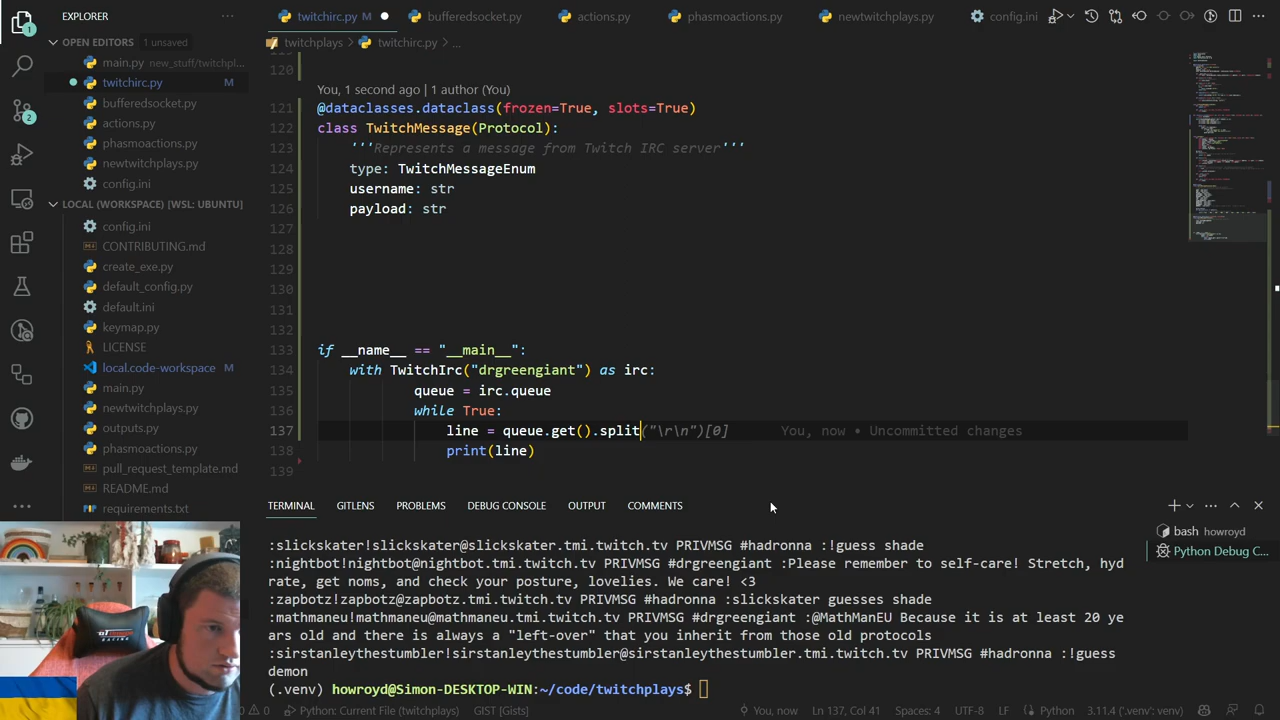 EXPLORER
···
OPEN EDITORS 1 unsaved
main.py new_stuff/twitchpl...
twitchirc.py M
bufferedsocket.py
actions.py
phasmoactions.py
newtwitchplays.py
config.ini
LOCAL (WORKSPACE) [WSL: UBUNTU]
config.ini
CONTRIBUTING.md
create_exe.py
default_config.py
default.ini
keymap.py
LICENSE
local.code-workspace M
main.py
newtwitchplays.py
outputs.py
phasmoactions.py
pull_request_template.md
README.md
requirements.txt
1
2
twitchirc.py M
bufferedsocket.py
actions.py
phasmoactions.py
newtwitchplays.py
config.ini
twitchplays > twitchirc.py > ...
120
You, 1 second ago | 1 author (You)
121 @dataclasses.dataclass(frozen=True, slots=True)
122 class TwitchMessage(Protocol):
123 '''Represents a message from Twitch IRC server'''
124 type: TwitchMessageEnum
125 username: str
126 payload: str
127
128
129
130
131
132
133 if __name__ == "__main__":
134 with TwitchIrc("drgreengiant") as irc:
135 queue = irc.queue
136 while True:
137 line = queue.get().split("\r\n")[0] You, now • Uncommitted changes
138 print(line)
139
TERMINAL GITLENS PROBLEMS DEBUG CONSOLE OUTPUT COMMENTS
bash howroyd
Python Debug C...
:slickskater!slickskater@slickskater.tmi.twitch.tv PRIVMSG #hadronna :!guess shade
:nightbot!nightbot@nightbot.tmi.twitch.tv PRIVMSG #drgreengiant :Please remember to self-care! Stretch, hyd
rate, get noms, and check your posture, lovelies. We care! <3
:zapbotz!zapbotz@zapbotz.tmi.twitch.tv PRIVMSG #hadronna :slickskater guesses shade
:mathmaneu!mathmaneu@mathmaneu.tmi.twitch.tv PRIVMSG #drgreengiant :@MathManEU Because it is at least 20 ye
ars old and there is always a "left-over" that you inherit from those old protocols
:sirstanleythestumbler!sirstanleythestumbler@sirstanleythestumbler.tmi.twitch.tv PRIVMSG #hadronna :!guess
demon
(.venv) howroyd@Simon-DESKTOP-WIN:~/code/twitchplays$
0 Python: Current File (twitchplays) GIST [Gists] You, now Ln 137, Col 41 Spaces: 4 UTF-8 LF Python 3.11.4 ('.venv': venv)